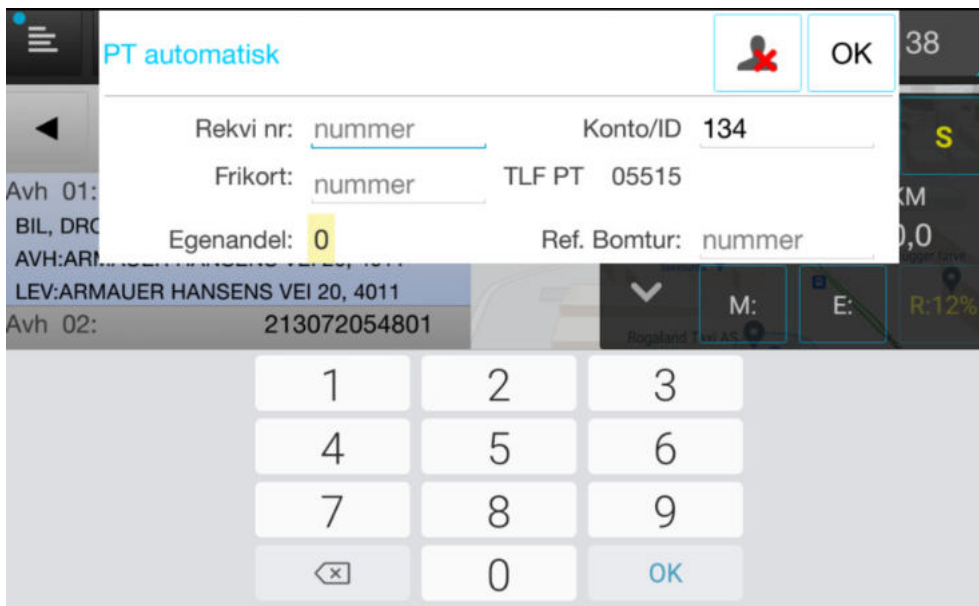 PT automatisk
OK
38
Rekvi nr: nummer
Konto/ID 134
S
Frikort: nummer
TLF PT 05515
Avh 01:
KM
BIL,
Egenandel: 0
Ref. Bomtur: nummer
0,0
LEV:ARMAUER HANSENS VEI 20, 4011
M:
E:
R:12%
Avh 02: 213072054801
Rogaland Taxi AS
1 2 3
4 5 6
7 8 9
0 OK